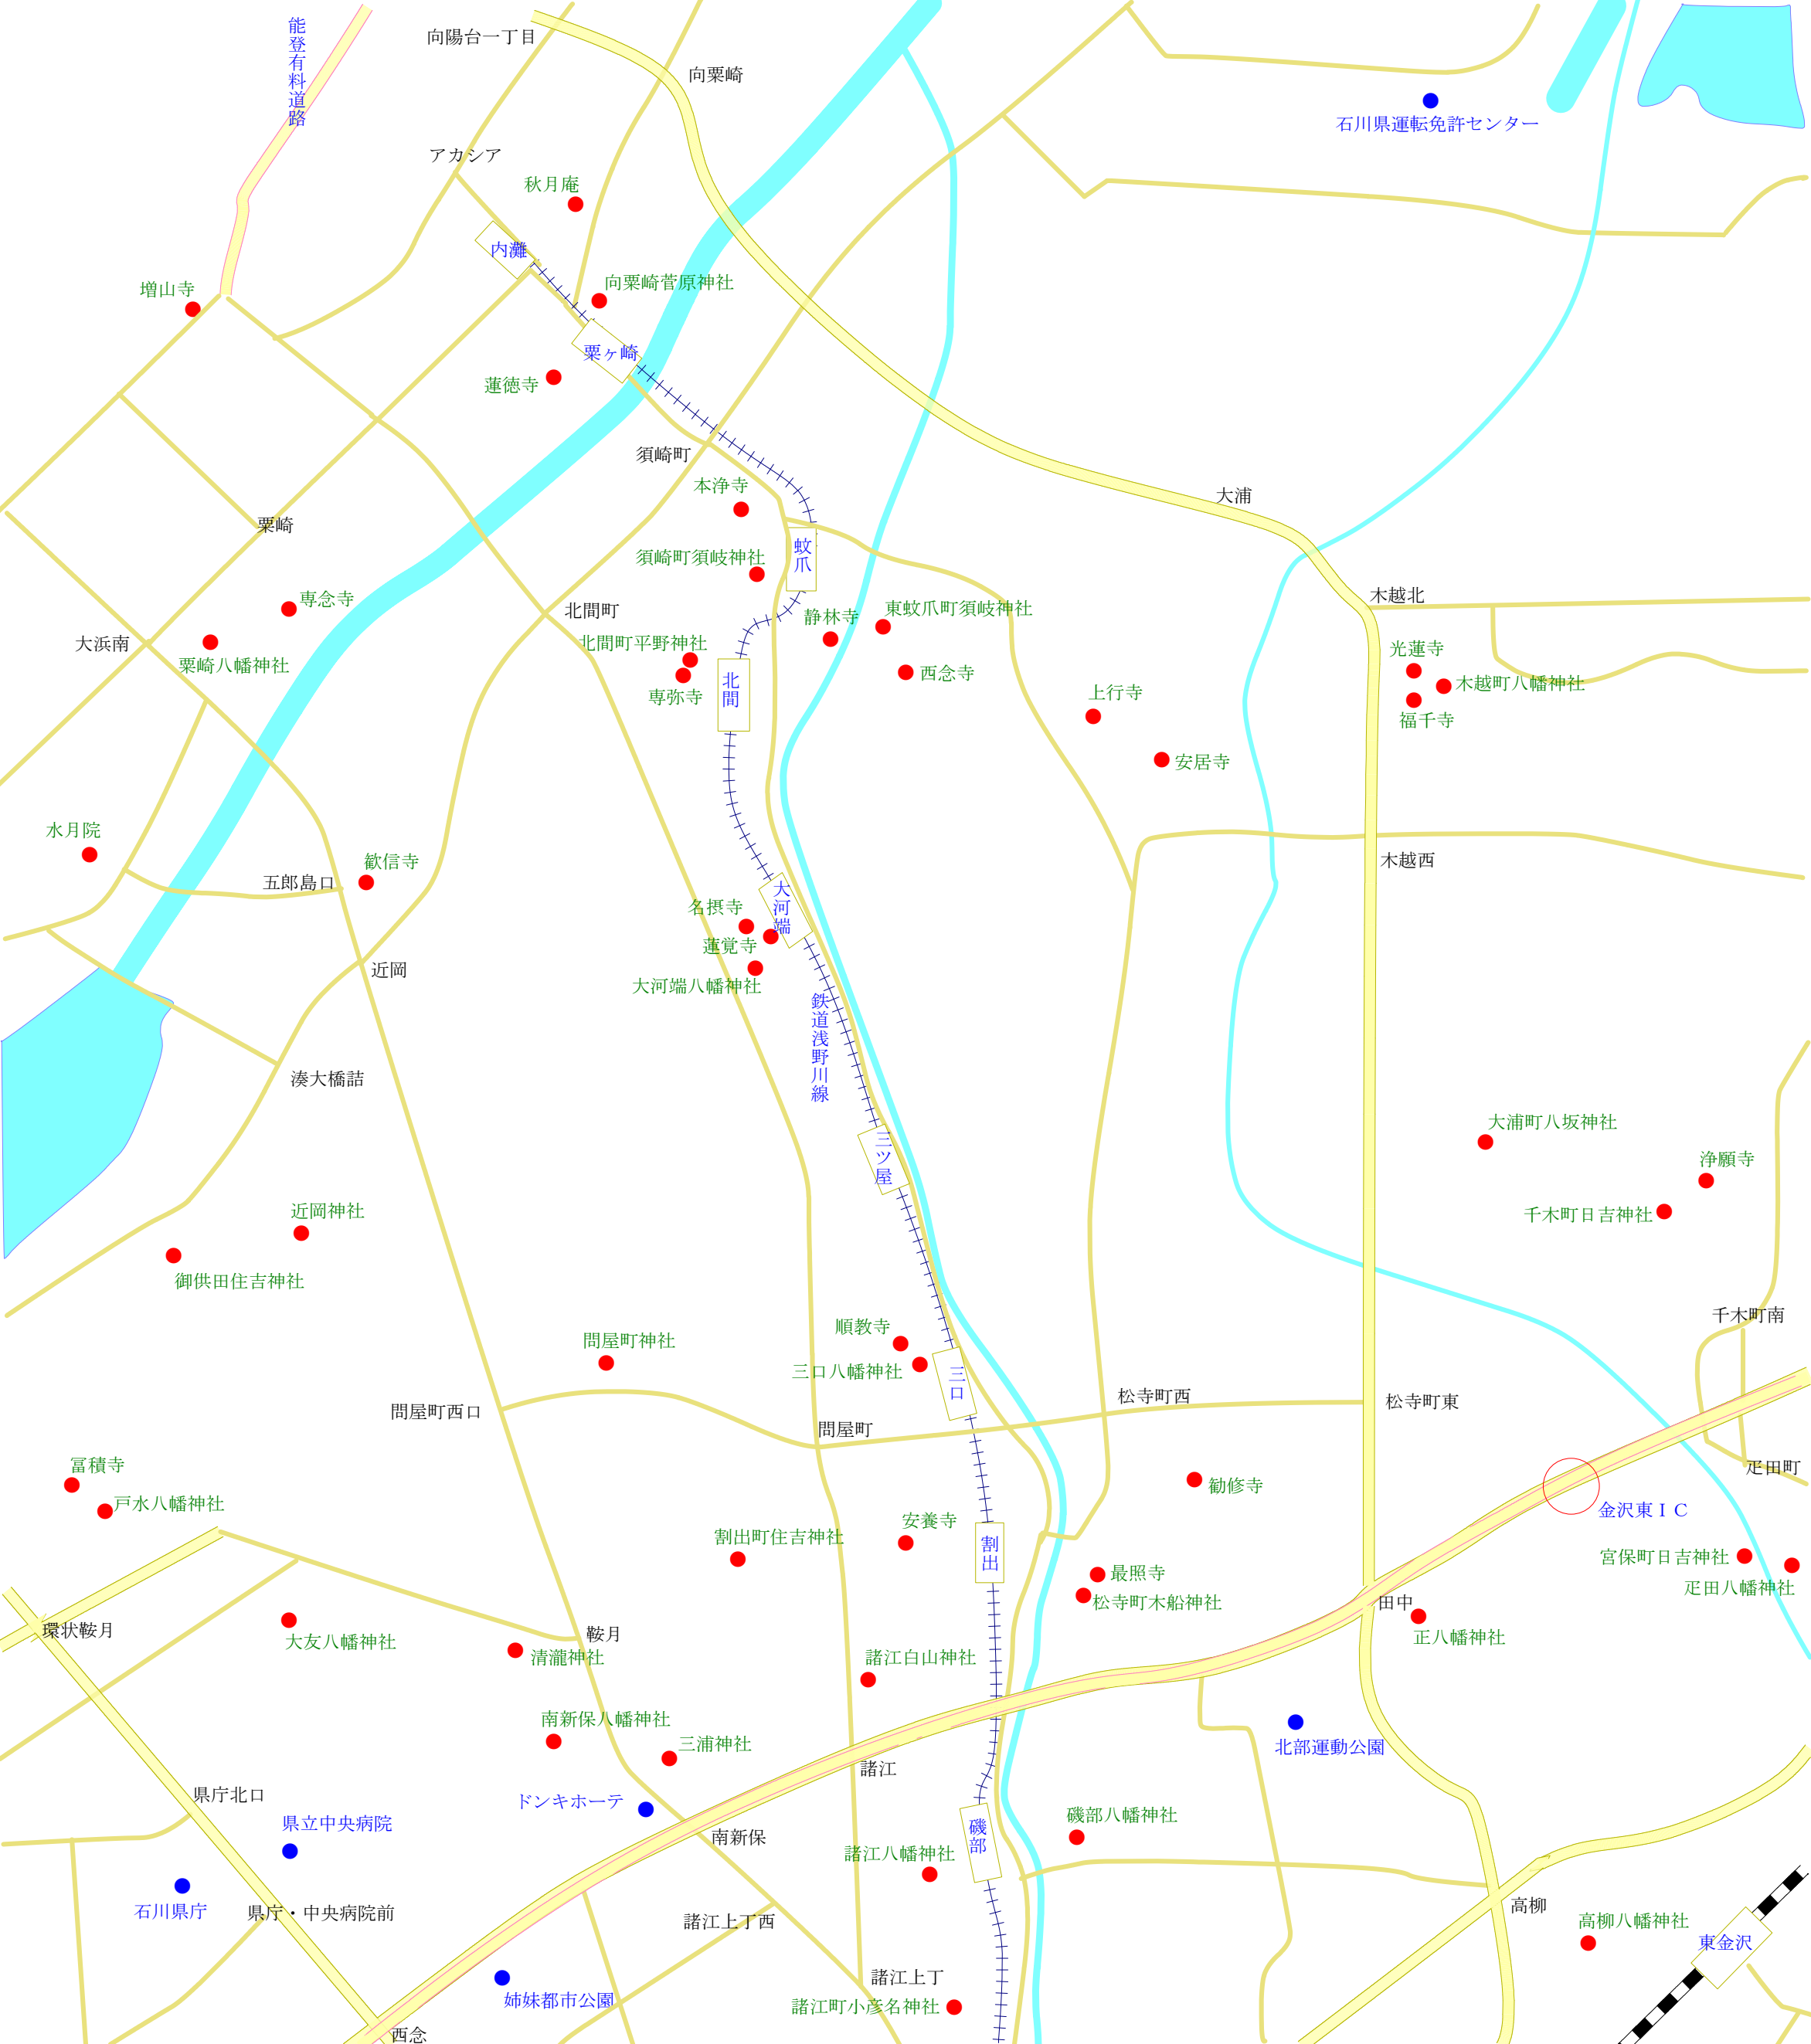 能登有料道路
向陽台一丁目
向粟崎
石川県運転免許センター
アカシア
秋月庵
内灘
向粟崎菅原神社
増山寺
粟ヶ崎
蓮徳寺
須崎町
本浄寺
大浦
粟崎
蚊爪
須崎町須岐神社
木越北
専念寺
北間町
静林寺
東蚊爪町須岐神社
大浜南
北間町平野神社
光蓮寺
粟崎八幡神社
西念寺
木越町八幡神社
北間
専弥寺
上行寺
福千寺
安居寺
水月院
歓信寺
木越西
五郎島口
大河端
名摂寺
蓮覚寺
近岡
大河端八幡神社
鉄道浅野川線
湊大橋詰
大浦町八坂神社
三ツ屋
浄願寺
近岡神社
千木町日吉神社
御供田住吉神社
千木町南
順教寺
問屋町神社
三口八幡神社
三口
松寺町西
松寺町東
問屋町西口
問屋町
冨積寺
疋田町
勧修寺
戸水八幡神社
金沢東ＩＣ
安養寺
割出町住吉神社
割出
宮保町日吉神社
最照寺
疋田八幡神社
松寺町木船神社
田中
環状鞍月
鞍月
大友八幡神社
正八幡神社
清瀧神社
諸江白山神社
南新保八幡神社
三浦神社
北部運動公園
諸江
県庁北口
ドンキホーテ
県立中央病院
磯部八幡神社
磯部
南新保
諸江八幡神社
石川県庁
県庁・中央病院前
高柳
諸江上丁西
高柳八幡神社
東金沢
諸江上丁
姉妹都市公園
諸江町小彦名神社
西念